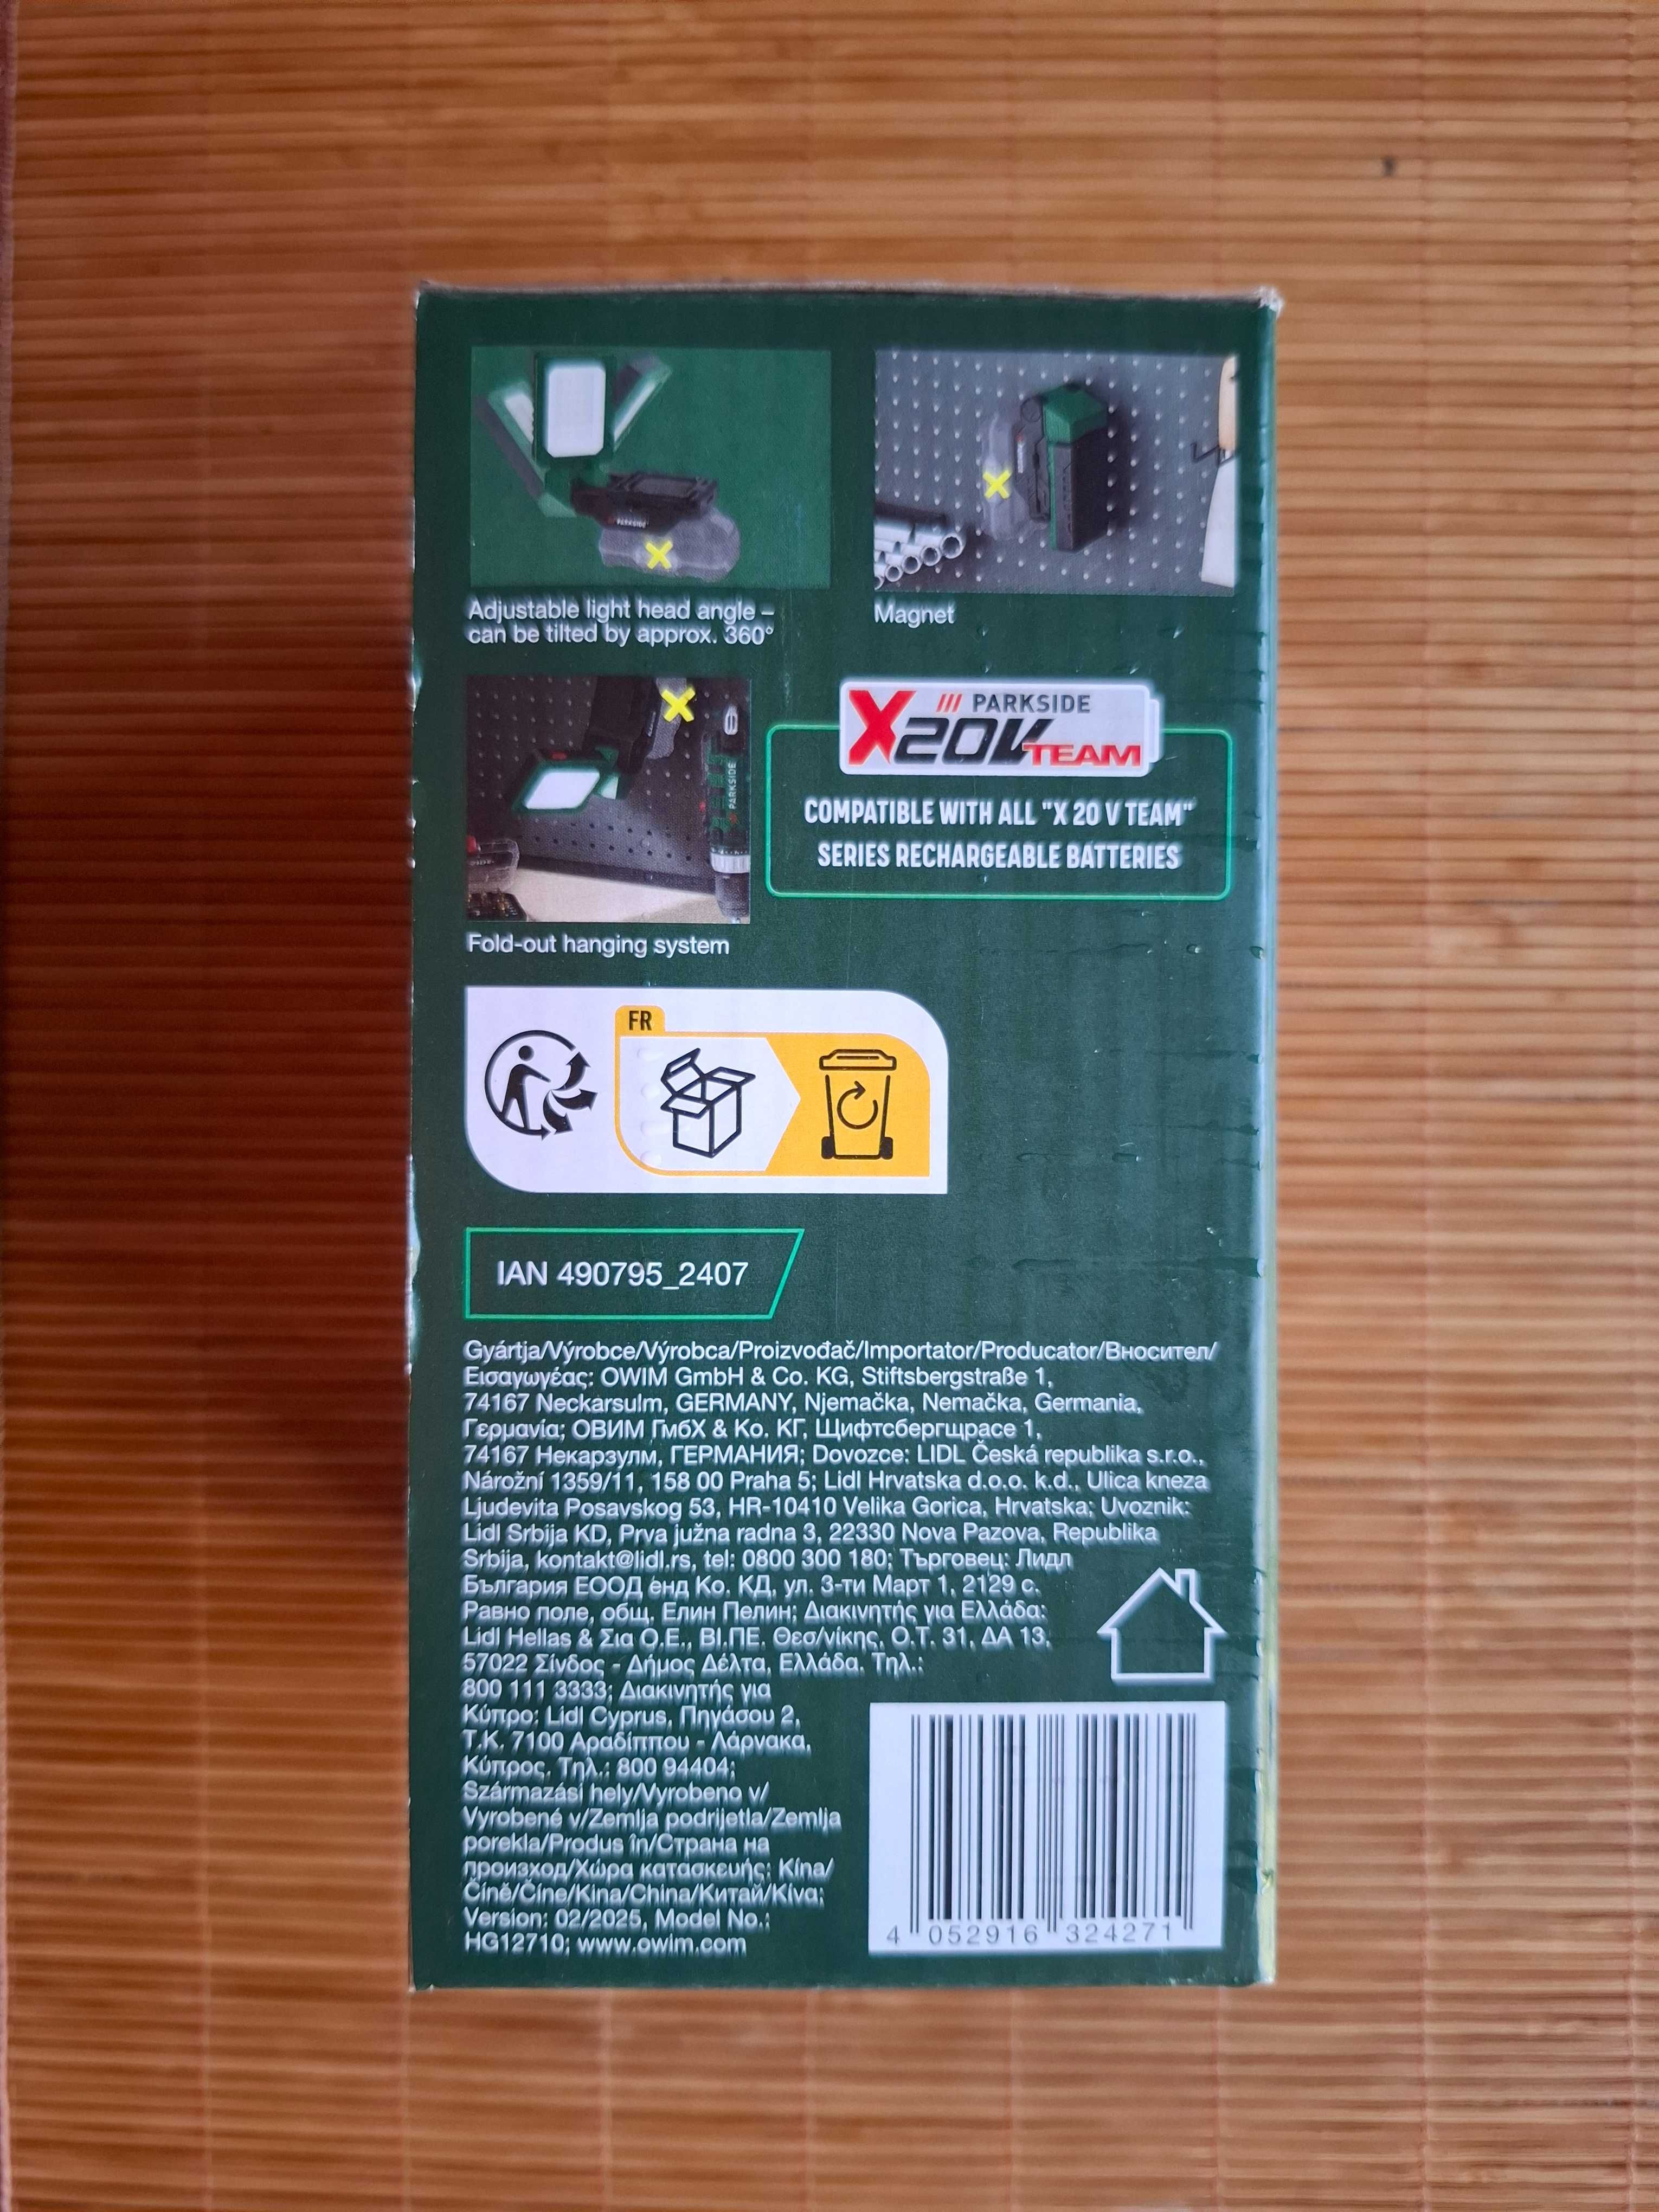 PARKSIDE
Adjustable light head angle –
can be tilted by approx. 360°
Magnet
PARKSIDE
Fold-out hanging system
/// PARKSIDE
X20V TEAM
COMPATIBLE WITH ALL "X 20 V TEAM"
SERIES RECHARGEABLE BATTERIES
FR
IAN 490795_2407
Gyártja/Výrobce/Výrobca/Proizvođač/Importator/Producator/Вносител/
Εισαγωγέας: OWIM GmbH & Co. KG, Stiftsbergstraße 1,
74167 Neckarsulm, GERMANY, Njemačka, Nemačka, Germania,
Γερμανία; ОВИМ ГмбХ & Ко. КГ, Щифтсбергщрасе 1,
74167 Некарзулм, ГЕРМАНИЯ; Dovozce: LIDL Česká republika s.r.o.,
Nárožní 1359/11, 158 00 Praha 5; Lidl Hrvatska d.o.o. k.d., Ulica kneza
Ljudevita Posavskog 53, HR-10410 Velika Gorica, Hrvatska; Uvoznik:
Lidl Srbija KD, Prva južna radna 3, 22330 Nova Pazova, Republika
Srbija, kontakt@lidl.rs, tel: 0800 300 180; Търговец: Лидл
България ЕООД енд Ко. КД, ул. 3-ти Март 1, 2129 с.
Равно поле, общ. Елин Пелин; Διακινητής για Ελλάδα:
Lidl Hellas & Σια Ο.Ε., ΒΙ.ΠΕ. Θεσ/νίκης, Ο.Τ. 31, ΔΑ 13,
57022 Σίνδος - Δήμος Δέλτα, Ελλάδα. Τηλ.:
800 111 3333; Διακινητής για
Κύπρο: Lidl Cyprus, Πηγάσου 2,
Τ.Κ. 7100 Αραδίππου - Λάρνακα,
Κύπρος. Τηλ.: 800 94404;
Származási hely/Vyrobeno v/
Vyrobené v/Zemlja podrijetla/Zemlja
porekla/Produs în/Страна на
произход/Χώρα κατασκευής: Kína/
Číně/Číne/Kina/China/Китай/Κίνα;
Version: 02/2025, Model No.:
HG12710; www.owim.com
4 052916 324271